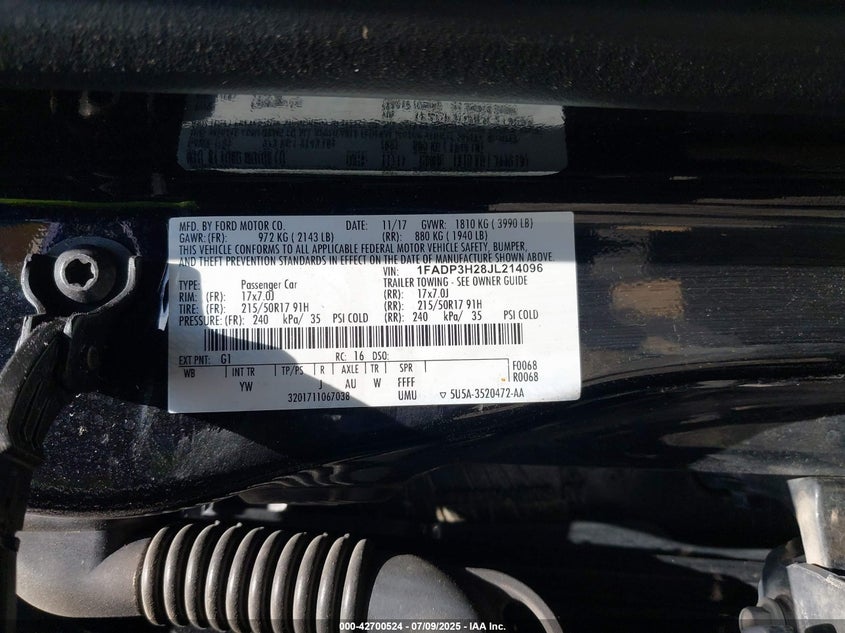 MFD. BY FORD MOTOR CO. DATE: 11/17 GVWR: 1810 KG ( 3990 LB)
GAWR:(FR): 972 KG ( 2143 LB) (RR): 880 KG ( 1940 LB)
THIS VEHICLE CONFORMS TO ALL APPLICABLE FEDERAL MOTOR VEHICLE SAFETY, BUMPER,
AND THEFT PREVENTION STANDARDS IN EFFECT ON THE DATE OF MANUFACTURE SHOWN ABOVE.
VIN: 1FADP3H28JL214096
TYPE: Passenger Car TRAILER TOWING - SEE OWNER GUIDE
RIM: (FR): 17x7.0J (RR): 17x7.0J
TIRE: (FR): 215/50R17 91H (RR): 215/50R17 91H
PRESSURE:(FR): 240 kPa/ 35 PSI COLD (RR): 240 kPa/ 35 PSI COLD
EXT PNT: G1 RC: 16 DSO:
WB INT TR TP/PS R AXLE TR SPR F0068
YW J AU W FFFF R0068
3201711067038 UMU ▽ 5U5A-3520472-AA
000-42700524 - 07/09/2025 - IAA Inc.